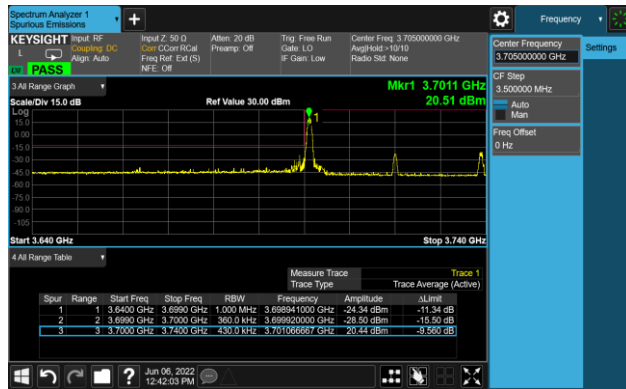 Spectrum Analyzer 1
Spurious Emissions
+
Frequency
KEYSIGHT Input: RF Input Z: 50 Ω Atten: 20 dB Trig: Free Run Center Freq: 3.705000000 GHz
L Coupling: DC Corr CCorr RCal Preamp: Off Gate: LO Avg|Hold:>10/10
Align: Auto Freq Ref: Ext (S) IF Gain: Low Radio Std: None
NFE: Off
PASS
Center Frequency
3.705000000 GHz
Settings
CF Step
3.500000 MHz
Auto
Man
Freq Offset
0 Hz
3 All Range Graph
Mkr1 3.7011 GHz
Scale/Div 15.0 dB Ref Value 30.00 dBm 20.51 dBm
Log
15.0
0.00
-15.0
-30.0
-45.0
-60.0
-75.0
-90.0
-105
1
Start 3.640 GHz Stop 3.740 GHz
4 All Range Table
Measure Trace Trace 1
Trace Type Trace Average (Active)
Spur Range Start Freq Stop Freq RBW Frequency Amplitude ΔLimit
1 1 3.6400 GHz 3.6990 GHz 1.000 MHz 3.698941000 GHz -24.34 dBm -11.34 dB
2 2 3.6990 GHz 3.7000 GHz 360.0 kHz 3.699920000 GHz -28.50 dBm -15.50 dB
3 3 3.7000 GHz 3.7400 GHz 430.0 kHz 3.701066667 GHz 20.44 dBm -9.560 dB
?
Jun 06, 2022
12:42:03 PM